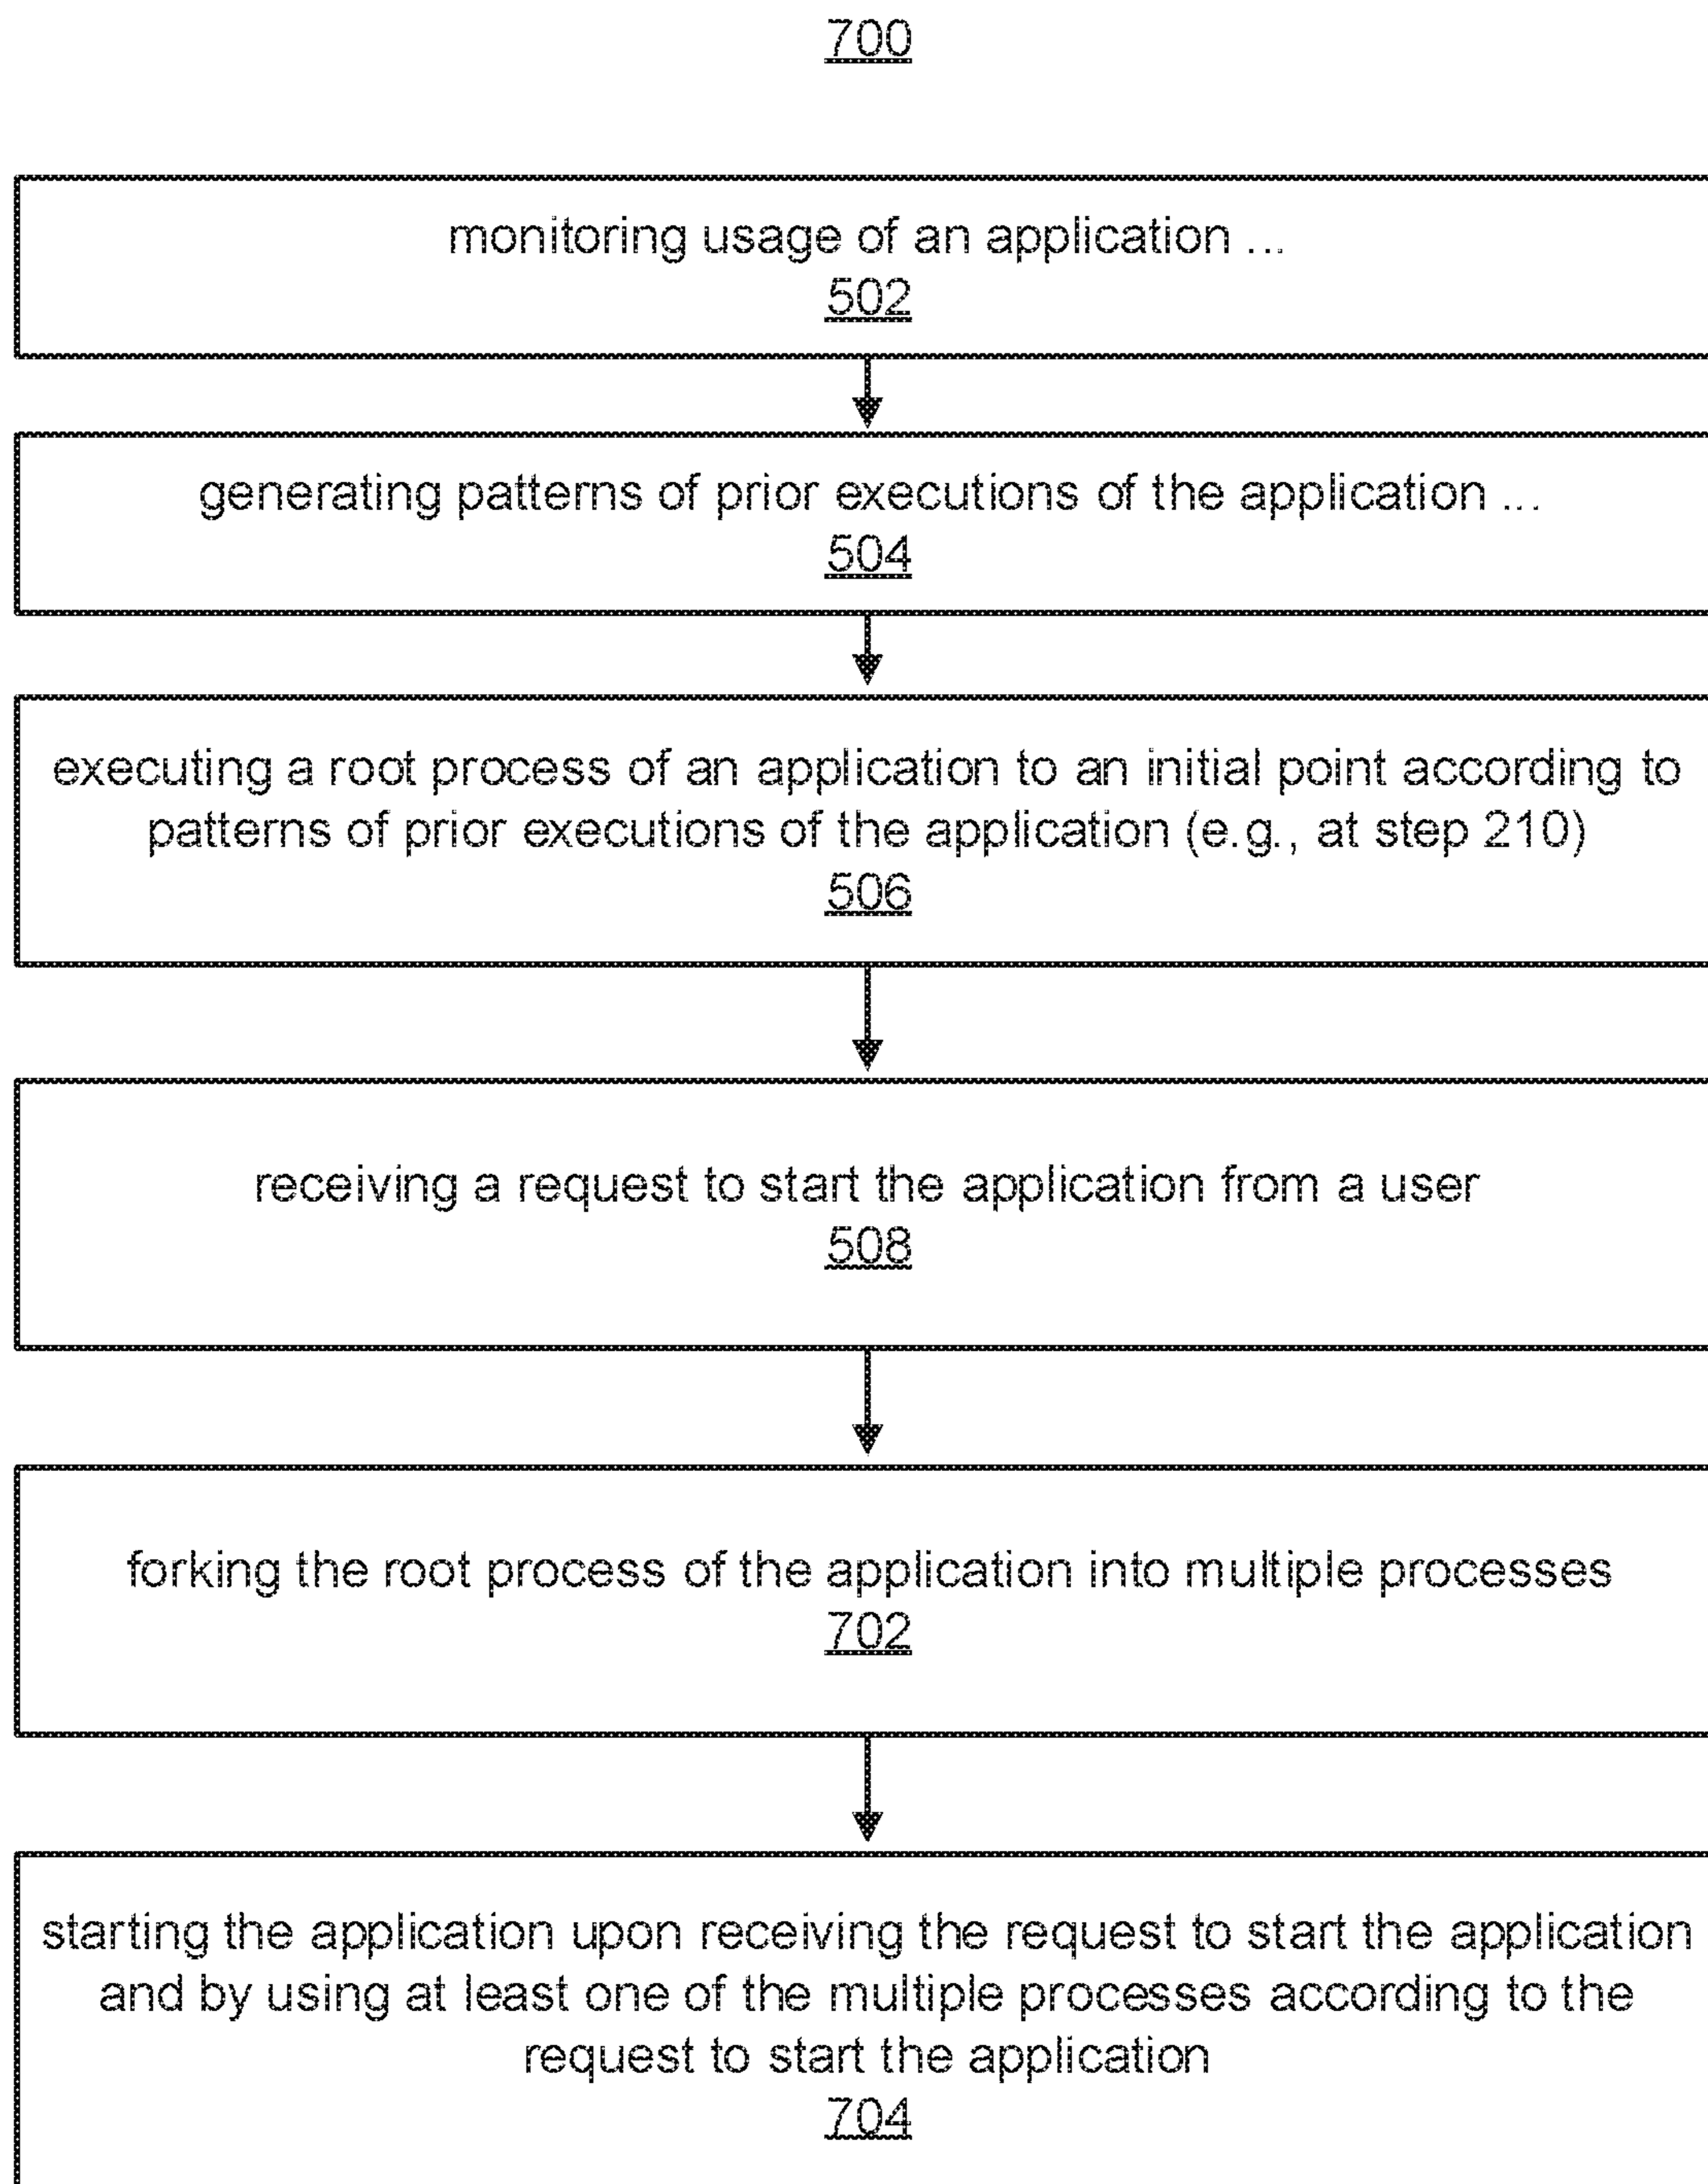 700
monitoring usage of an application ...
502
generating patterns of prior executions of the application ...
504
executing a root process of an application to an initial point according to
patterns of prior executions of the application (e.g., at step 210)
506
receiving a request to start the application from a user
508
forking the root process of the application into multiple processes
702
starting the application upon receiving the request to start the application
and by using at least one of the multiple processes according to the
request to start the application
704